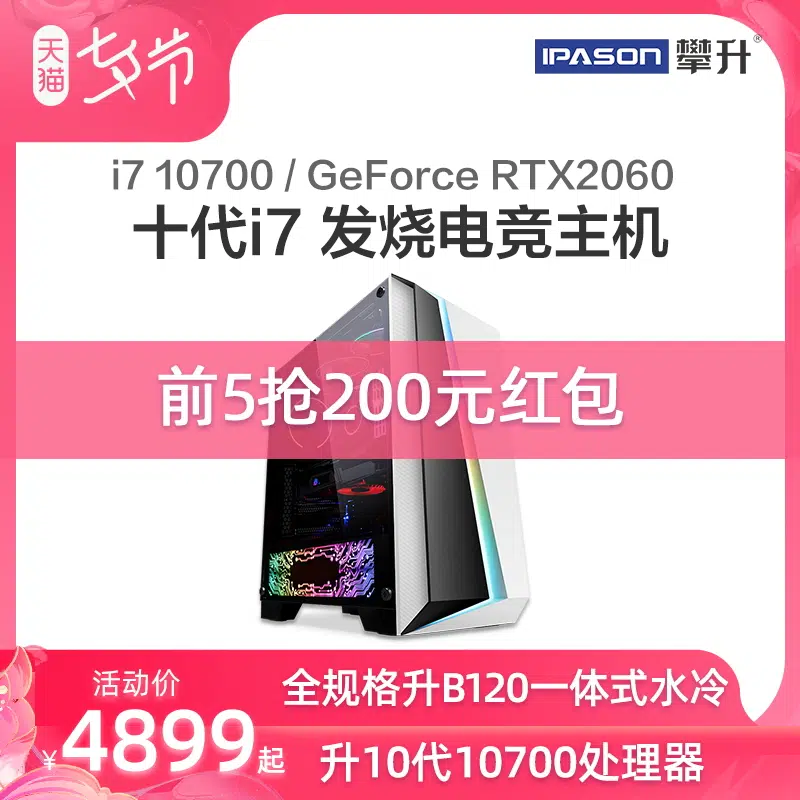 天猫
七夕节
IPASON 攀升®
i7 10700 / GeForce RTX2060
十代i7 发烧电竞主机
前5抢200元红包
活动价
¥4899起
全规格升B120一体式水冷
升10代10700处理器